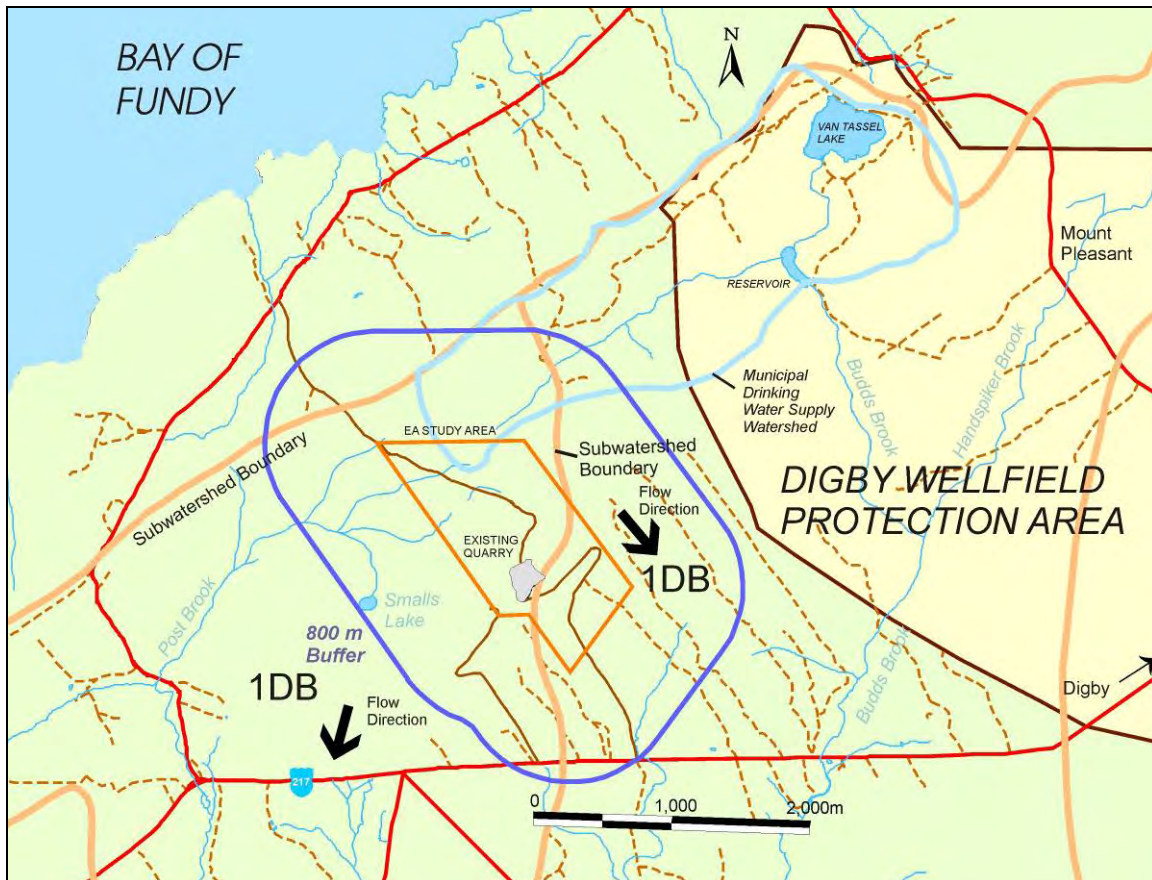 BAY OF
FUNDY
N
VAN TASSEL
LAKE
Mount
Pleasant
RESERVOIR
Budds Brook
Handspiker Brook
Municipal
Drinking
Water Supply
Watershed
EA STUDY AREA
Subwatershed Boundary
Subwatershed
Boundary
DIGBY WELLFIELD
PROTECTION AREA
Flow
Direction
EXISTING
QUARRY
1DB
Smalls
Lake
Post Brook
800 m
Buffer
1DB
Flow
Direction
Budds Brook
Digby
217
0
1,000
2 000m